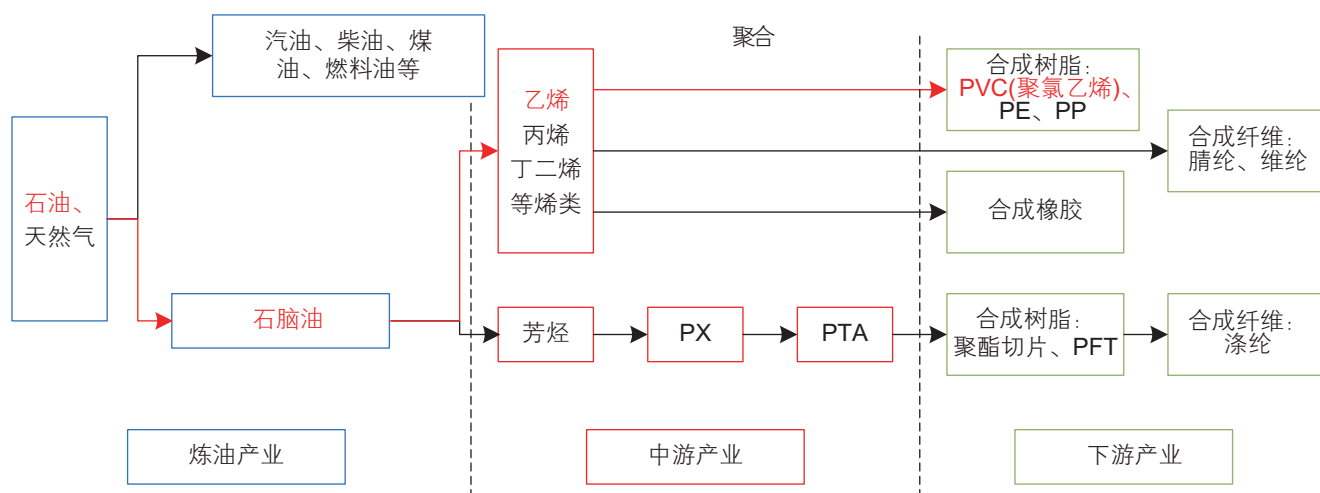 汽油、柴油、煤
油、燃料油等
聚合
乙烯
丙烯
丁二烯
等烯类
合成树脂：
PVC(聚氯乙烯)、
PE、PP
合成纤维：
腈纶、维纶
合成橡胶
石油、
天然气
石脑油
芳烃
PX
PTA
合成树脂：
聚酯切片、PFT
合成纤维：
涤纶
炼油产业
中游产业
下游产业